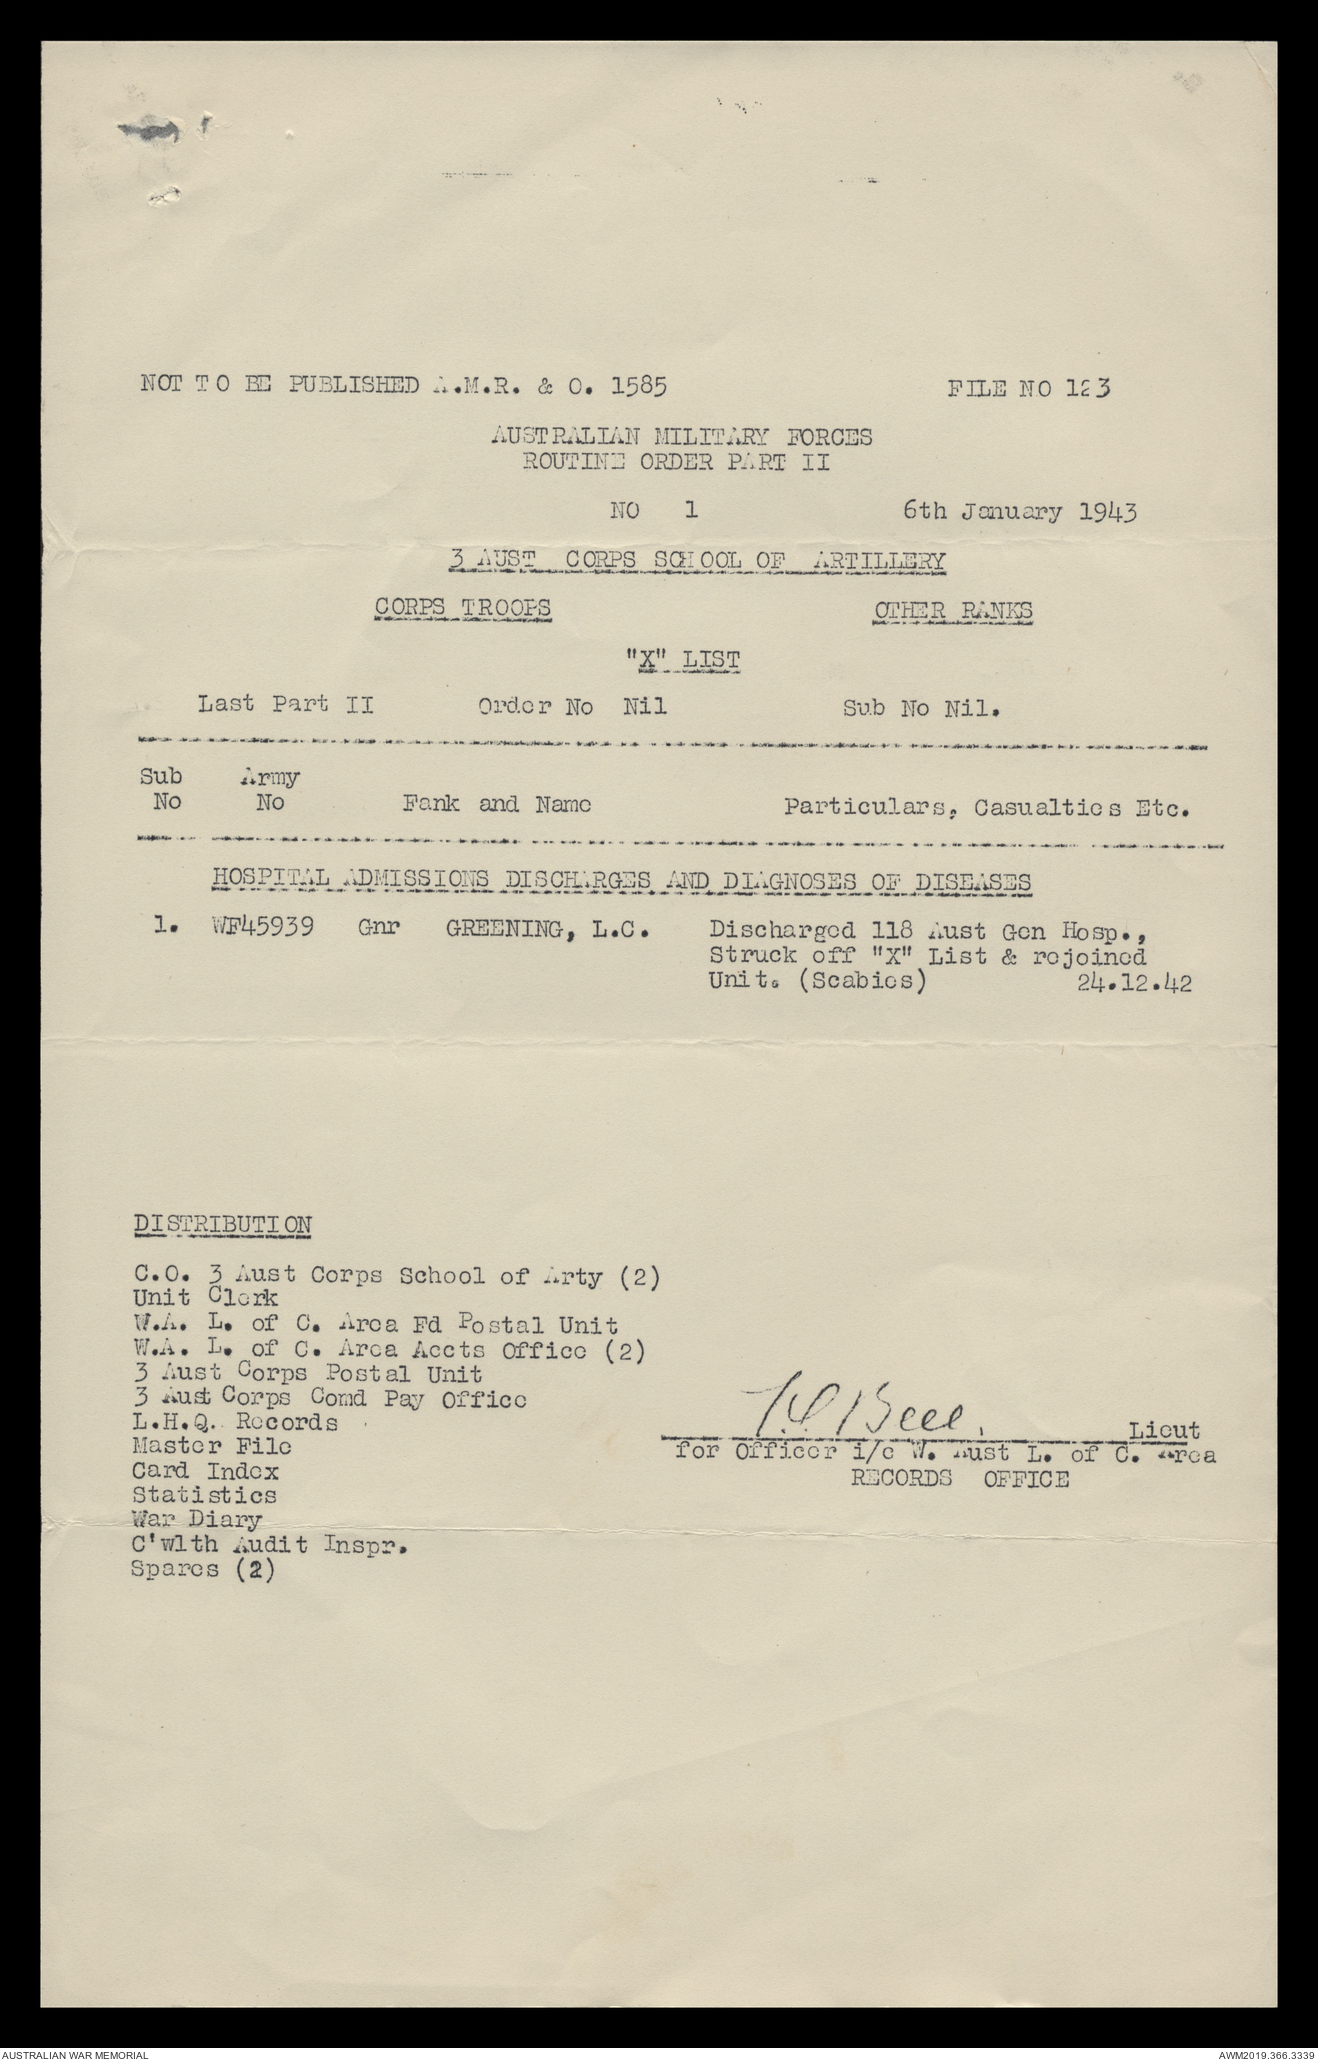 NOT TO BE PUBLISHED A.M.R. & O. 1585 FILE NO 123
AUSTRALIAN MILITARY FORCES
ROUTINE ORDER PART II
NO 1 6th January 1943
3 AUST CORPS SCHOOL OF ARTILLERY
CORPS TROOPS OTHER RANKS
"X" LIST
Last Part II Order No Nil Sub No Nil.
Sub Army
No No Rank and Name Particulars, Casualties Etc.
HOSPITAL ADMISSIONS DISCHARGES AND DIAGNOSES OF DISEASES
1. WF45939 Gnr GREENING, L.C. Discharged 118 Aust Gen Hosp.,
Struck off "X" List & rejoined
Unit. (Scabies) 24.12.42
DISTRIBUTION
C.O. 3 Aust Corps School of Arty (2)
Unit Clerk
W.A. L. of C. Area Fd Postal Unit
W.A. L. of C. Area Accts Office (2)
3 Aust Corps Postal Unit
3 Aust Corps Comd Pay Office
L.H.Q. Records
Master File
Card Index
Statistics
War Diary
C'wlth Audit Inspr.
Spares (2)
Lieut
for Officer i/c W. Aust L. of C. Area
RECORDS OFFICE
AUSTRALIAN WAR MEMORIAL AWM2019.366.3339